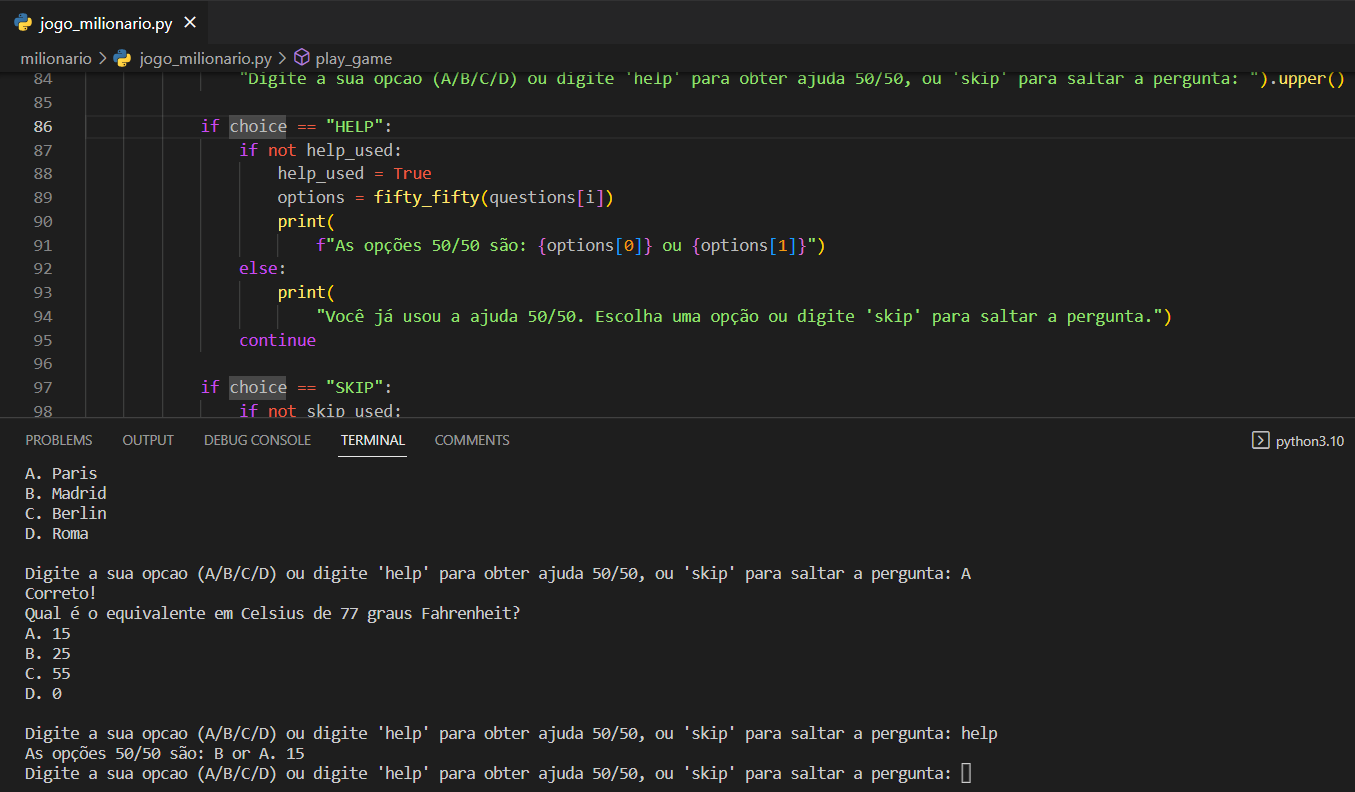 jogo_milionario.py ×
milionario > jogo_milionario.py > play_game
84 "Digite a sua opcao (A/B/C/D) ou digite 'help' para obter ajuda 50/50, ou 'skip' para saltar a pergunta: ").upper()
85
86 if choice == "HELP":
87 if not help_used:
88 help_used = True
89 options = fifty_fifty(questions[i])
90 print(
91 f"As opções 50/50 são: {options[0]} ou {options[1]}")
92 else:
93 print(
94 "Você já usou a ajuda 50/50. Escolha uma opção ou digite 'skip' para saltar a pergunta.")
95 continue
96
97 if choice == "SKIP":
98 if not skip_used:
PROBLEMS OUTPUT DEBUG CONSOLE TERMINAL COMMENTS python3.10
A. Paris
B. Madrid
C. Berlin
D. Roma
Digite a sua opcao (A/B/C/D) ou digite 'help' para obter ajuda 50/50, ou 'skip' para saltar a pergunta: A
Correto!
Qual é o equivalente em Celsius de 77 graus Fahrenheit?
A. 15
B. 25
C. 55
D. 0
Digite a sua opcao (A/B/C/D) ou digite 'help' para obter ajuda 50/50, ou 'skip' para saltar a pergunta: help
As opções 50/50 são: B or A. 15
Digite a sua opcao (A/B/C/D) ou digite 'help' para obter ajuda 50/50, ou 'skip' para saltar a pergunta: